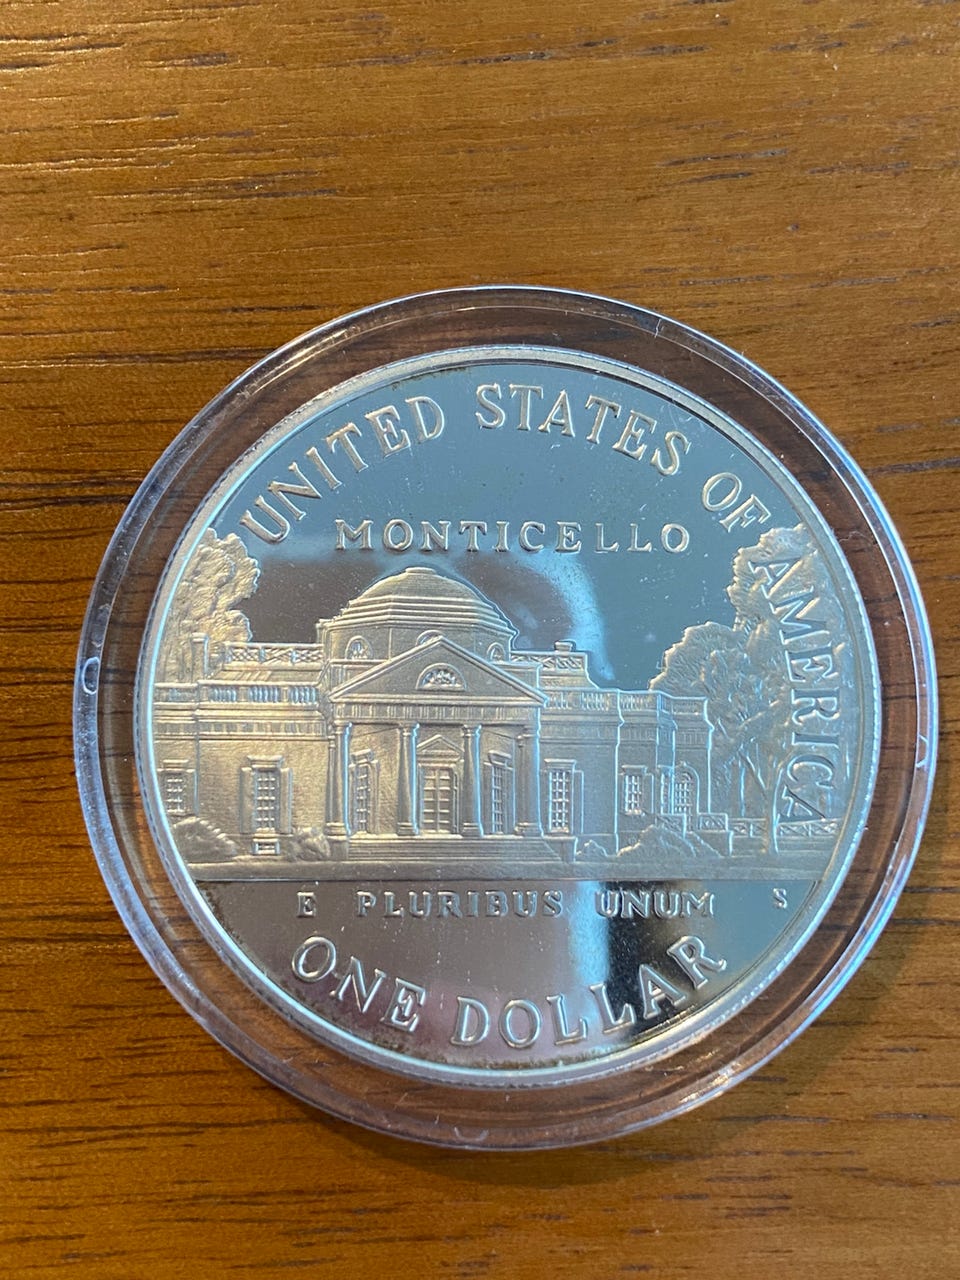 UNITED STATES OF AMERICA
MONTICELLO
E PLURIBUS UNUM S
ONE DOLLAR